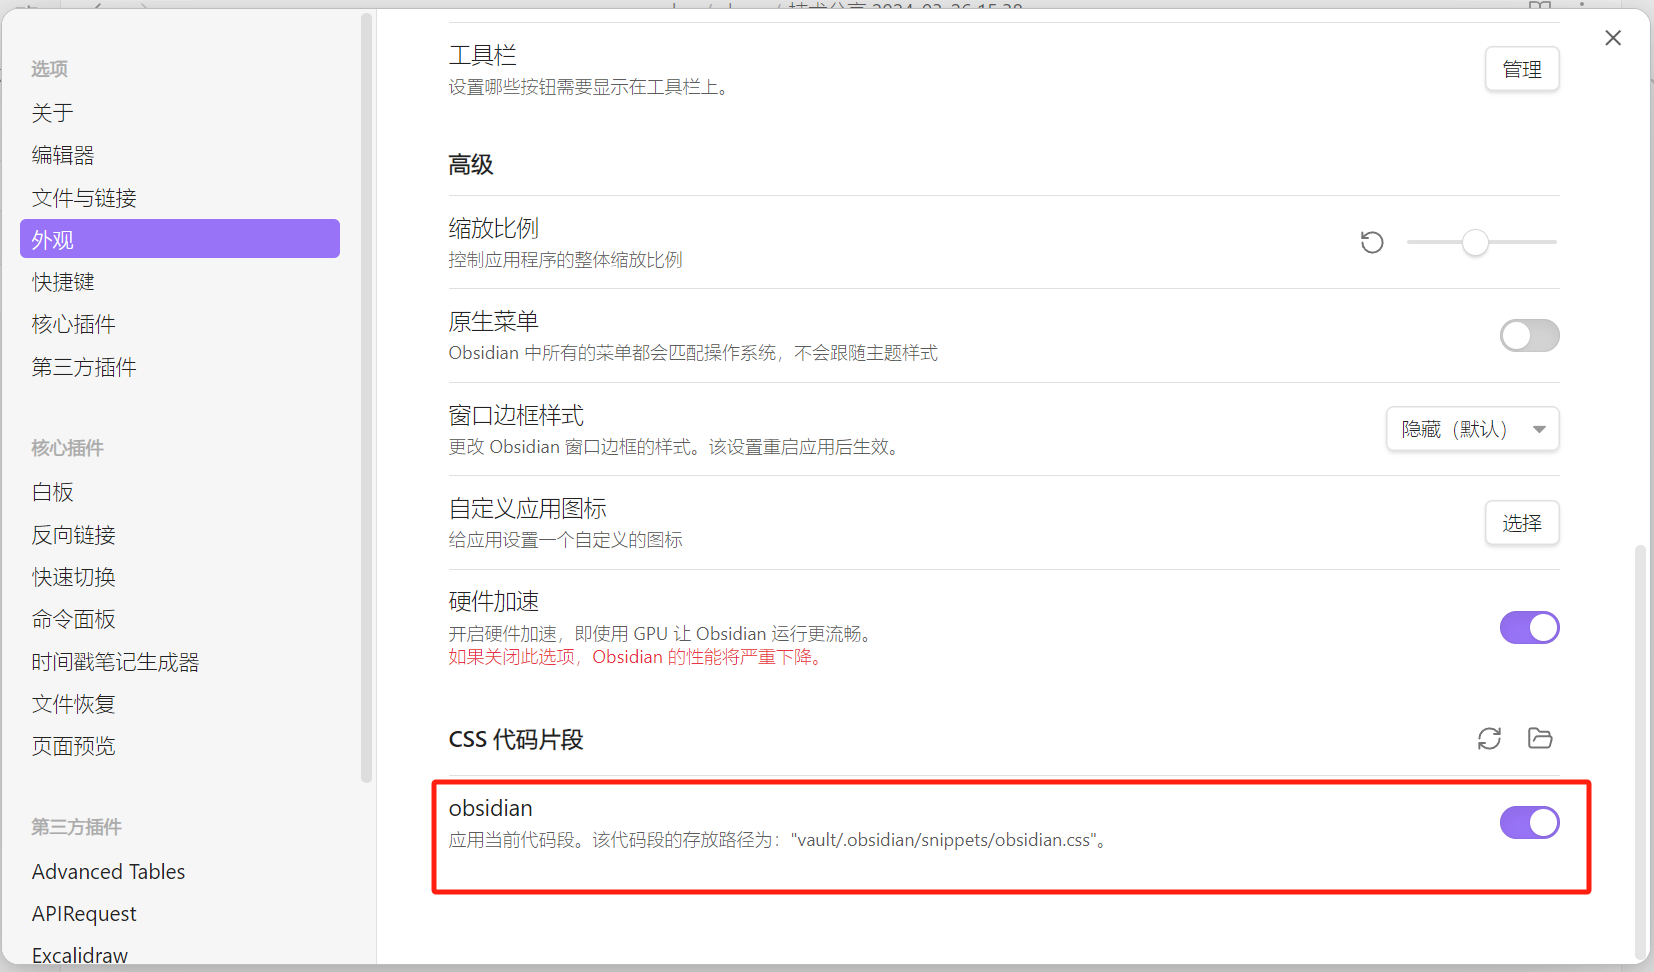 选项
关于
编辑器
文件与链接
外观
快捷键
核心插件
第三方插件
核心插件
白板
反向链接
快速切换
命令面板
时间戳笔记生成器
文件恢复
页面预览
第三方插件
Advanced Tables
APIRequest
Excalidraw
工具栏
设置哪些按钮需要显示在工具栏上。
管理
高级
缩放比例
控制应用程序的整体缩放比例
原生菜单
Obsidian 中所有的菜单都会匹配操作系统，不会跟随主题样式
窗口边框样式
更改 Obsidian 窗口边框的样式。该设置重启应用后生效。
隐藏（默认）
自定义应用图标
给应用设置一个自定义的图标
选择
硬件加速
开启硬件加速，即使用 GPU 让 Obsidian 运行更流畅。
如果关闭此选项，Obsidian 的性能将严重下降。
CSS 代码片段
obsidian
应用当前代码段。该代码段的存放路径为："vault/.obsidian/snippets/obsidian.css"。